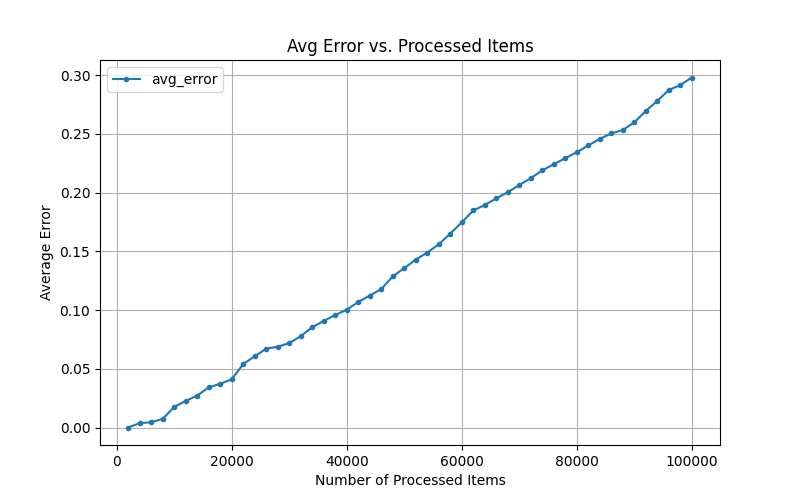 Avg Error vs. Processed Items
avg_error
0.30
0.25
0.20
0.15
0.10
0.05
0.00
Average Error
0 20000 40000 60000 80000 100000
Number of Processed Items